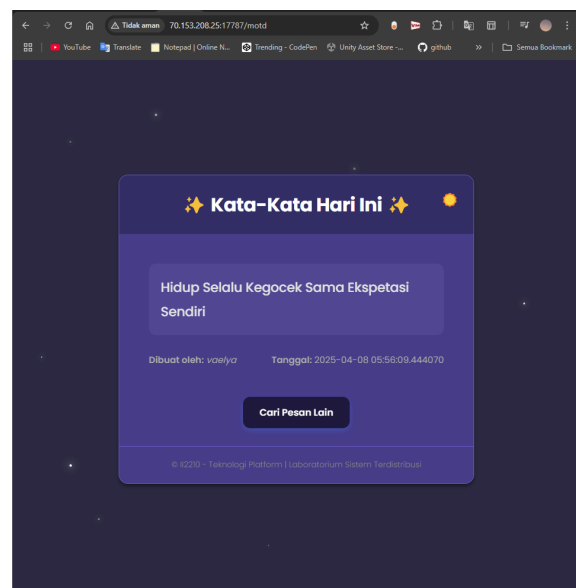 Tidak aman
70.153.208.25:17787/motd
YouTube
Translate
Notepad | Online N...
Trending - CodePen
Unity Asset Store -...
github
»
Semua Bookmark
✨ Kata-Kata Hari Ini ✨
Hidup Selalu Kegocek Sama Ekspetasi
Sendiri
Dibuat oleh: vaelya
Tanggal: 2025-04-08 05:56:09.444070
Cari Pesan Lain
© II2210 - Teknologi Platform | Laboratorium Sistem Terdistribusi